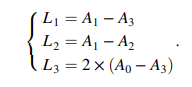 L₁ = A₁ − A₃
L₂ = A₁ − A₂
L₃ = 2 × (A₀ − A₃)
.